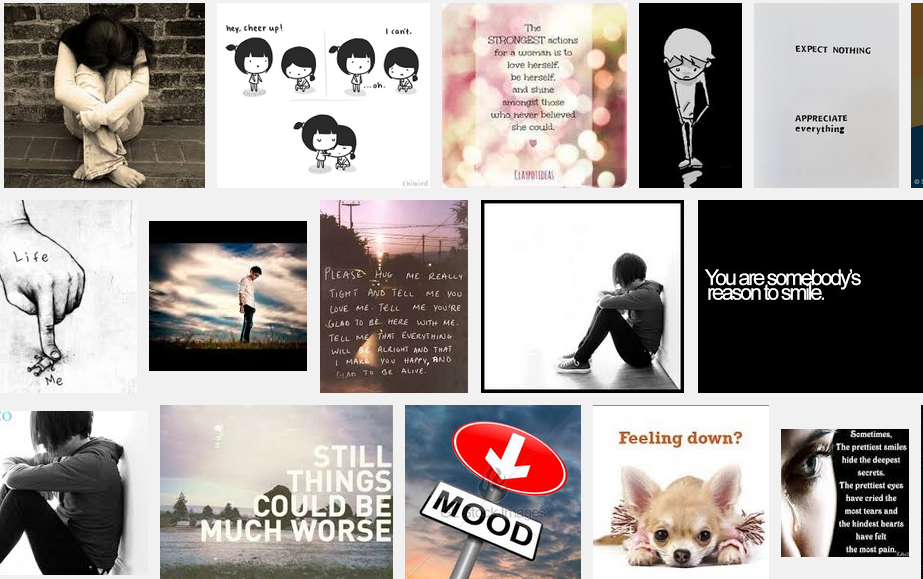 hey, cheer up!
I can't.
...oh.
chibird
The
STRONGEST actions
for a woman is to
love herself,
be herself,
and shine
amongst those
who never believed
she could.
CLAYPOTIDEAS
EXPECT NOTHING
APPRECIATE
everything
Life
Me
PLEASE HUG ME REALLY
TIGHT AND TELL ME YOU
LOVE ME. TELL ME YOU'RE
GLAD TO BE HERE WITH ME.
TELL ME THAT EVERYTHING
WILL BE ALRIGHT AND THAT
I MAKE YOU HAPPY, AND
GLAD TO BE ALIVE.
You are somebody's
reason to smile.
STILL
THINGS
COULD BE
MUCH WORSE
MOOD
Feeling down?
Sometimes,
The prettiest smiles
hide the deepest
secrets.
The prettiest eyes
have cried the
most tears and
the kindest hearts
have felt
the most pain.